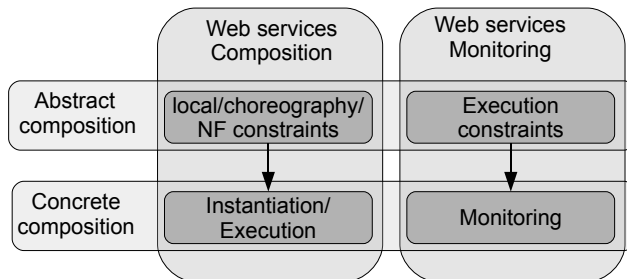 Web services
Composition
Web services
Monitoring
Abstract
composition
local/choreography/
NF constraints
Execution
constraints
Concrete
composition
Instantiation/
Execution
Monitoring